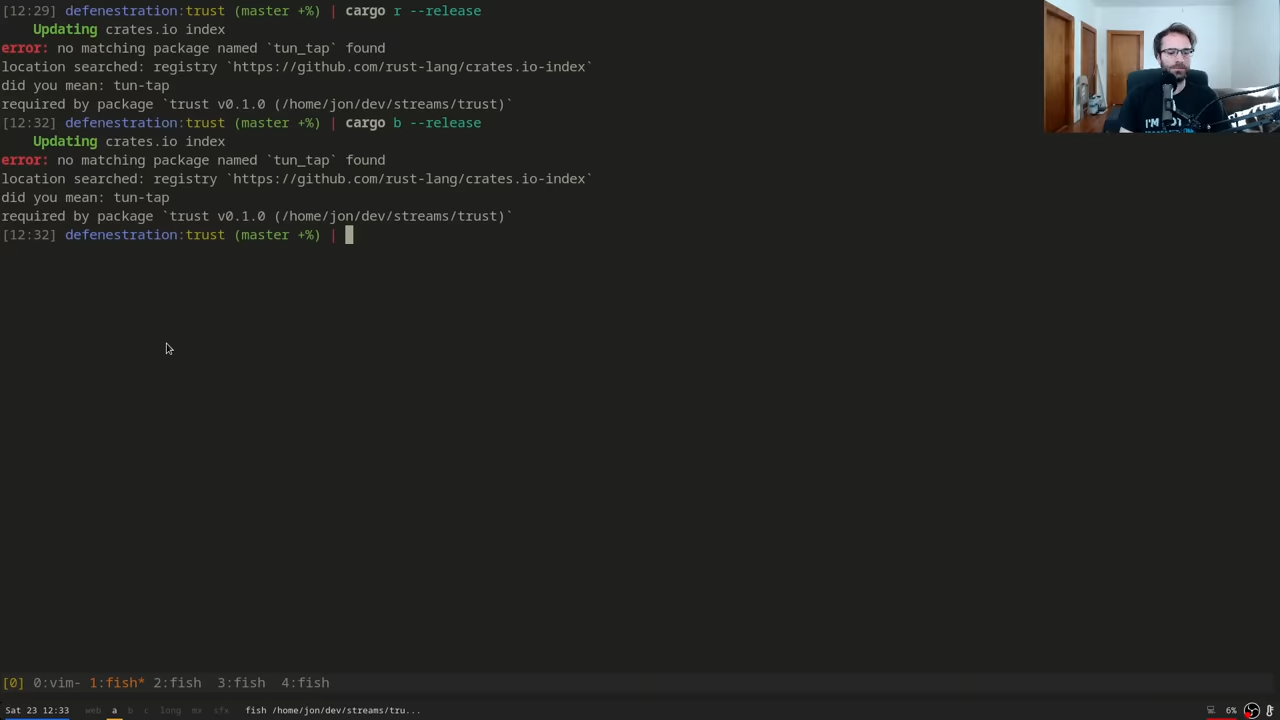 [12:29] defenestration:trust (master +%) | cargo r --release
Updating crates.io index
error: no matching package named `tun_tap` found
location searched: registry `https://github.com/rust-lang/crates.io-index`
did you mean: tun-tap
required by package `trust v0.1.0 (/home/jon/dev/streams/trust)`
[12:32] defenestration:trust (master +%) | cargo b --release
Updating crates.io index
error: no matching package named `tun_tap` found
location searched: registry `https://github.com/rust-lang/crates.io-index`
did you mean: tun-tap
required by package `trust v0.1.0 (/home/jon/dev/streams/trust)`
[12:32] defenestration:trust (master +%) |
I'M NOT
[0] 0:vim- 1:fish* 2:fish 3:fish 4:fish
Sat 23 12:33 web a b c long mx sfx fish /home/jon/dev/streams/tru... 6%